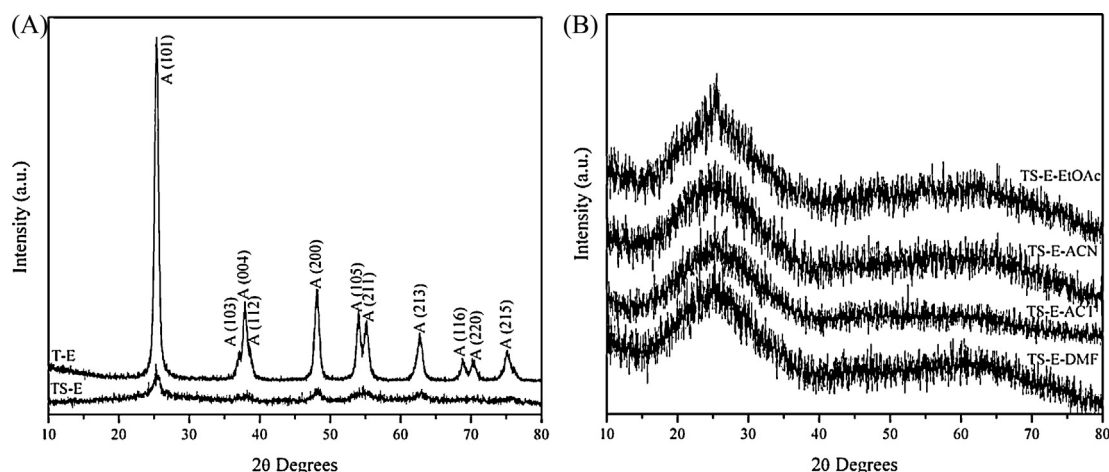 (A)
A (101)
A (103)
A (004)
A (112)
A (200)
A (105)
A (211)
A (213)
A (116)
A (220)
A (215)
T-E
TS-E
Intensity (a.u.)
10 20 30 40 50 60 70 80
2θ Degrees
(B)
TS-E-EtOAc
TS-E-ACN
TS-E-ACT
TS-E-DMF
Intensity (a.u.)
10 20 30 40 50 60 70 80
2θ Degrees